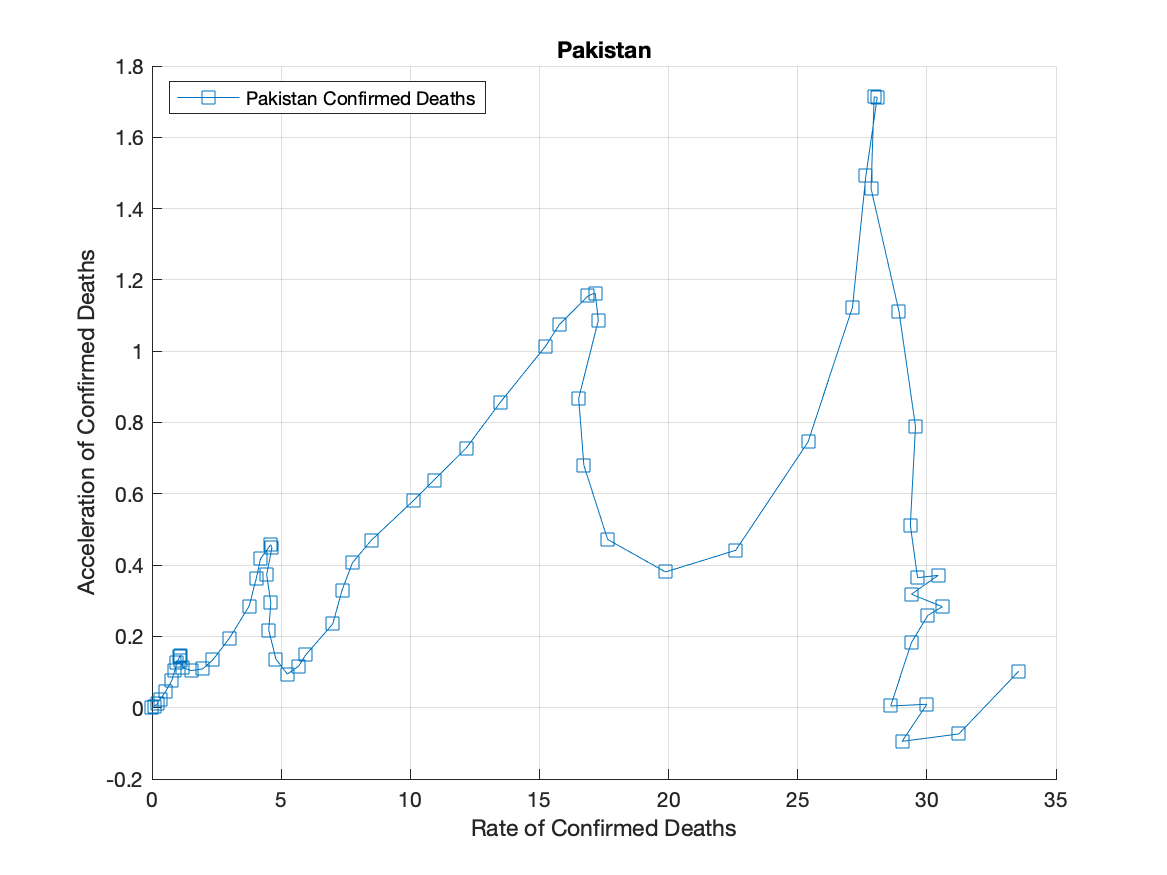 Pakistan
Pakistan Confirmed Deaths
Acceleration of Confirmed Deaths
1.8
1.6
1.4
1.2
1
0.8
0.6
0.4
0.2
0
-0.2
0 5 10 15 20 25 30 35
Rate of Confirmed Deaths